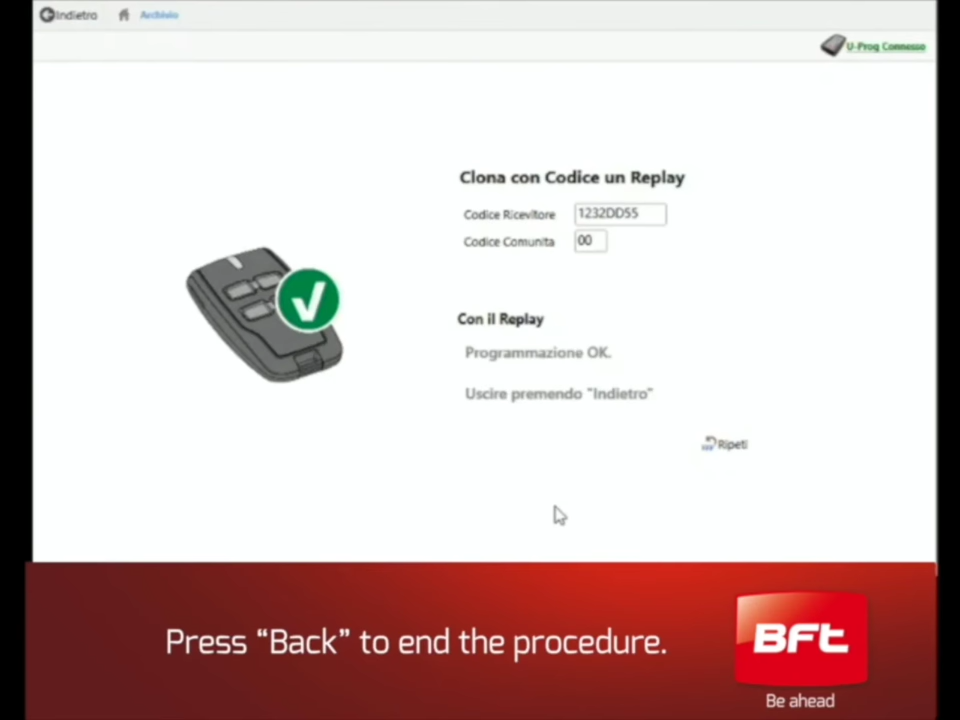 Indietro
Archivio
U-Prog Connesso
Clona con Codice un Replay
Codice Ricevitore 1232DD55
Codice Comunita 00
Con il Replay
Programmazione OK.
Uscire premendo "Indietro"
Ripeti
Press “Back” to end the procedure.
BFt
Be ahead